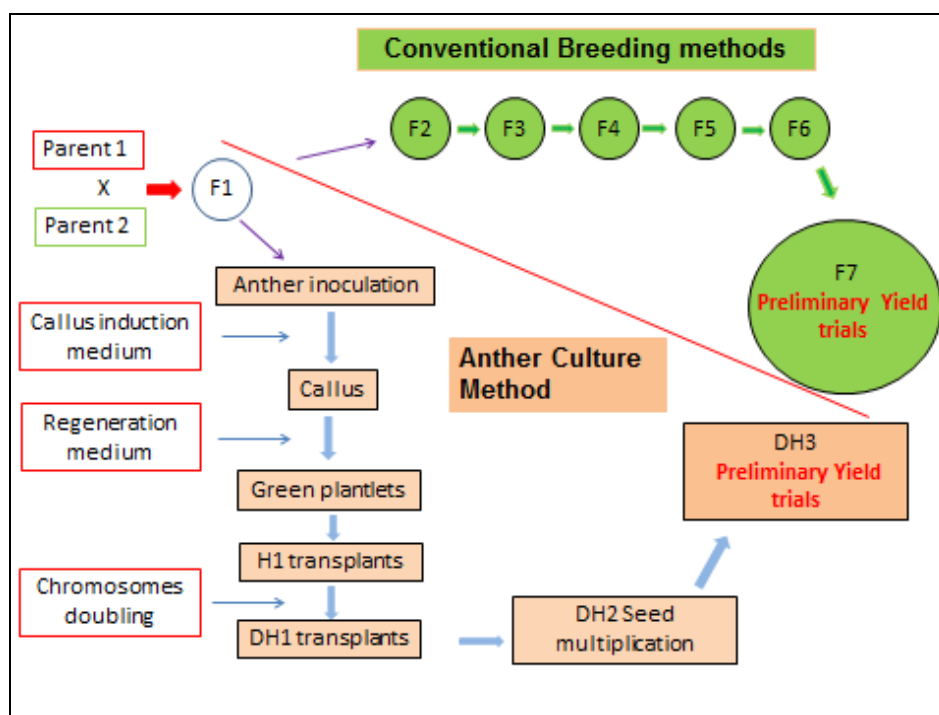 Conventional Breeding methods
F2
F3
F4
F5
F6
Parent 1
X
Parent 2
F1
F7
Preliminary Yield
trials
Anther inoculation
Callus induction
medium
Anther Culture
Method
Callus
Regeneration
medium
DH3
Preliminary Yield
trials
Green plantlets
H1 transplants
Chromosomes
doubling
DH1 transplants
DH2 Seed
multiplication